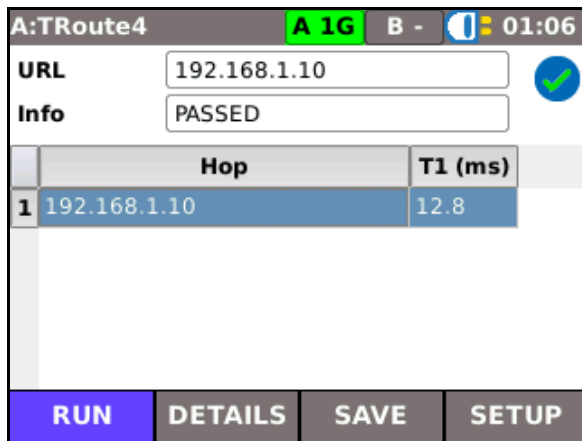 A:TRoute4 A 1G B - 01:06
URL 192.168.1.10
Info PASSED
Hop T1 (ms)
1 192.168.1.10 12.8
RUN DETAILS SAVE SETUP